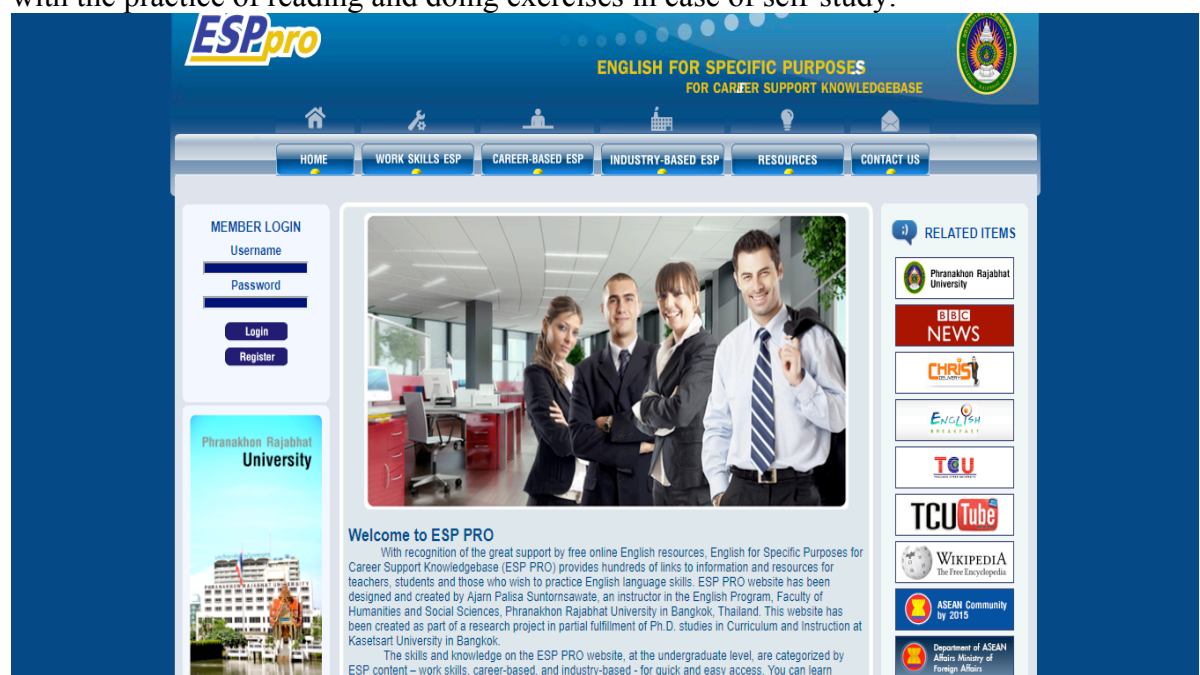 with the practice of reading and doing exercises in case of self-study.
ESPpro
ENGLISH FOR SPECIFIC PURPOSES
FOR CAREER SUPPORT KNOWLEDGEBASE
HOME
WORK SKILLS ESP
CAREER-BASED ESP
INDUSTRY-BASED ESP
RESOURCES
CONTACT US
MEMBER LOGIN
Username
Password
Login
Register
Phranakhon Rajabhat
University
Welcome to ESP PRO
With recognition of the great support by free online English resources, English for Specific Purposes for
Career Support Knowledgebase (ESP PRO) provides hundreds of links to information and resources for
teachers, students and those who wish to practice English language skills. ESP PRO website has been
designed and created by Ajarn Palisa Suntornsawate, an instructor in the English Program, Faculty of
Humanities and Social Sciences, Phranakhon Rajabhat University in Bangkok, Thailand. This website has
been created as part of a research project in partial fulfillment of Ph.D. studies in Curriculum and Instruction at
Kasetsart University in Bangkok.
The skills and knowledge on the ESP PRO website, at the undergraduate level, are categorized by
ESP content – work skills, career-based, and industry-based - for quick and easy access. You can learn
RELATED ITEMS
Phranakhon Rajabhat
University
BBC
NEWS
CHRIS
DELIVERY
ENGLISH
BREAKFAST
TCU
TCU Tube
WIKIPEDIA
The Free Encyclopedia
ASEAN Community
by 2015
Department of ASEAN
Affairs Ministry of
Foreign Affairs